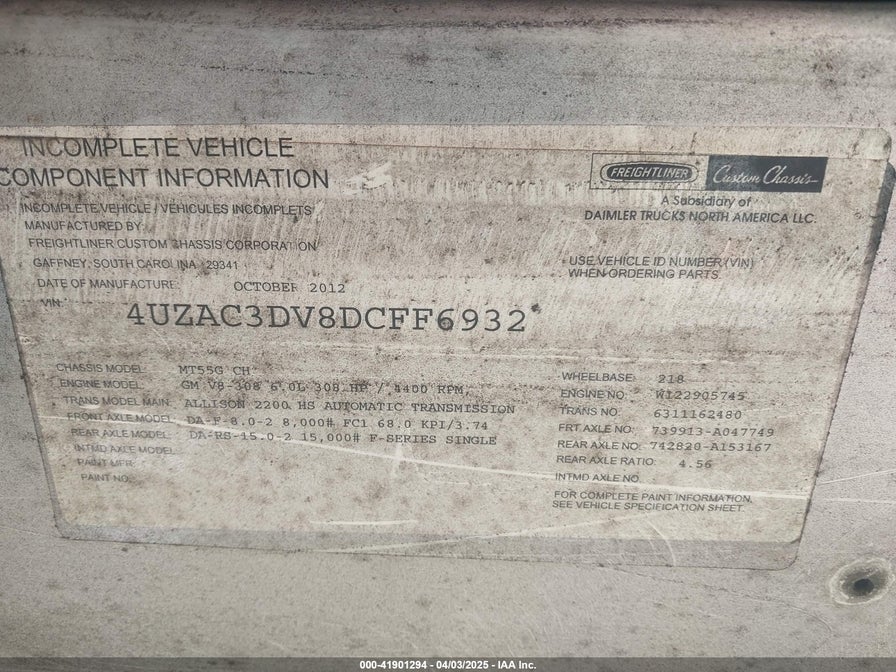 INCOMPLETE VEHICLE
COMPONENT INFORMATION
INCOMPLETE VEHICLE / VEHICULES INCOMPLETS
MANUFACTURED BY
FREIGHTLINER CUSTOM CHASSIS CORPORATION
GAFFNEY, SOUTH CAROLINA 29341
DATE OF MANUFACTURE: OCTOBER 2012
VIN: 4UZAC3DV8DCFF6932
FREIGHTLINER Custom Chassis
A Subsidiary of
DAIMLER TRUCKS NORTH AMERICA LLC.
USE VEHICLE ID NUMBER (VIN)
WHEN ORDERING PARTS
CHASSIS MODEL: MT55G CH
ENGINE MODEL: GM V8-308 6.0L 308 HP / 4400 RPM,
TRANS MODEL MAIN: ALLISON 2200 HS AUTOMATIC TRANSMISSION
FRONT AXLE MODEL DA-F-8.0-2 8,000# FC1 68.0 KPI/3.74
REAR AXLE MODEL: DA-RS-15.0-2 15,000# F-SERIES SINGLE
INTMD AXLE MODEL:
PAINT MFR:
PAINT NO:
WHEELBASE: 218
ENGINE NO: W122905745
TRANS NO: 6311162480
FRT AXLE NO: 739913-A047749
REAR AXLE NO: 742820-A153167
REAR AXLE RATIO: 4.56
INTMD AXLE NO:
FOR COMPLETE PAINT INFORMATION,
SEE VEHICLE SPECIFICATION SHEET
000-41901294 - 04/03/2025 - IAA Inc.